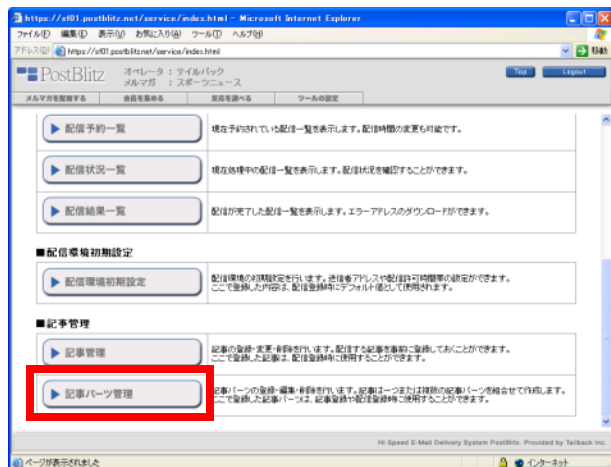 https://sf01.postblitz.net/service/index.html - Microsoft Internet Explorer
ファイル(F) 編集(E) 表示(V) お気に入り(A) ツール(T) ヘルプ(H)
アドレス(D) https://sf01.postblitz.net/service/index.html 移動
PostBlitz オペレータ : テイルバック Top Logout
メルマガ : スポーツニュース
メルマガを配信する 会員を集める 反応を調べる ツールの設定
配信予約一覧 現在予約されている配信一覧を表示します。配信時間の変更も可能です。
配信状況一覧 現在処理中の配信一覧を表示します。配信状況を確認することができます。
配信結果一覧 配信が完了した配信一覧を表示します。エラーアドレスのダウンロードができます。
■配信環境初期設定
配信環境初期設定 配信環境の初期設定を行います。送信者アドレスや配信許可時間帯の設定ができます。
ここで登録した内容は、配信登録時にデフォルト値として使用されます。
■記事管理
記事管理 記事の登録・変更・削除を行います。配信する記事を事前に登録しておくことができます。
ここで登録した記事は、配信登録時に使用することができます。
記事パーツ管理 記事パーツの登録・編集・削除を行います。記事は一つまたは複数の記事パーツを組合せて作成します。
ここで登録した記事パーツは、記事登録や配信登録時に使用することができます。
Hi Speed E-Mail Delivery System PostBlitz. Provided by Tailback Inc.
ページが表示されました インターネット